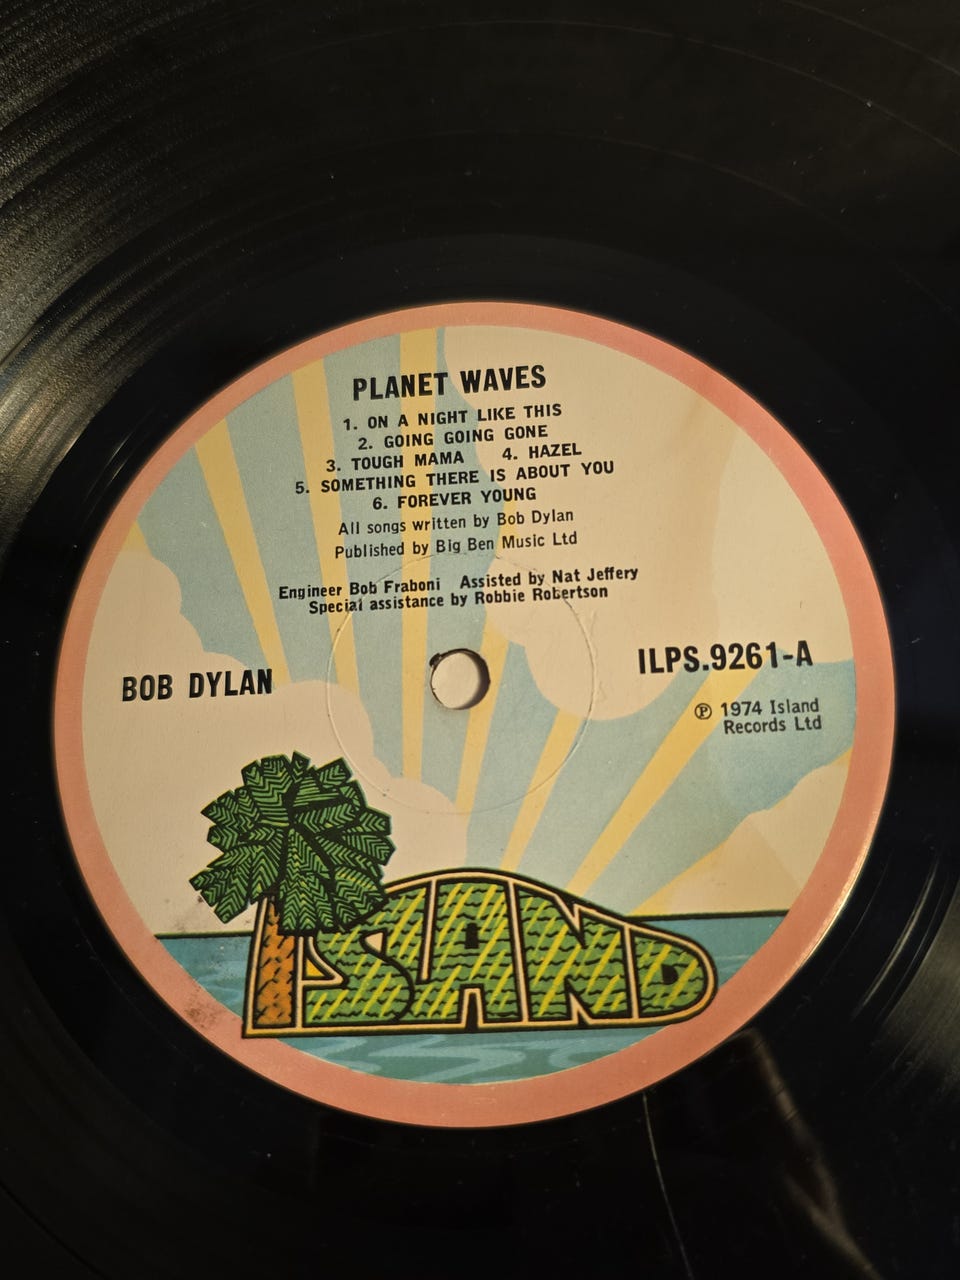 PLANET WAVES
1. ON A NIGHT LIKE THIS
2. GOING GOING GONE
3. TOUGH MAMA 4. HAZEL
5. SOMETHING THERE IS ABOUT YOU
6. FOREVER YOUNG
All songs written by Bob Dylan
Published by Big Ben Music Ltd
Engineer Bob Fraboni Assisted by Nat Jeffery
Special assistance by Robbie Robertson
BOB DYLAN
ILPS.9261-A
℗ 1974 Island
Records Ltd
ISLAND